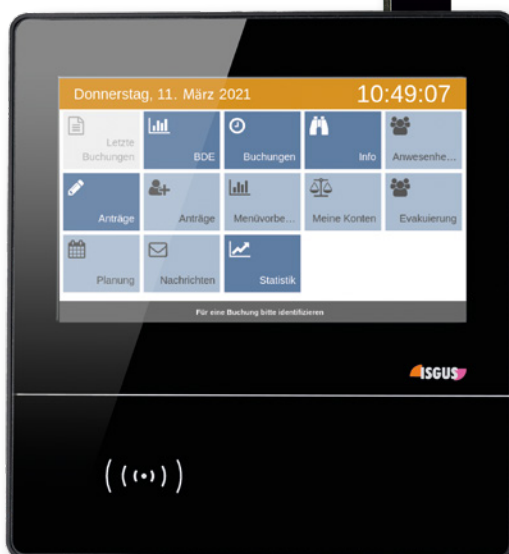 Donnerstag, 11. März 2021 10:49:07
Letzte
Buchungen
BDE
Buchungen
Info
Anwesenhe...
Anträge
Anträge
Menüvorbe...
Meine Konten
Evakuierung
Planung
Nachrichten
Statistik
Für eine Buchung bitte identifizieren
ISGUS